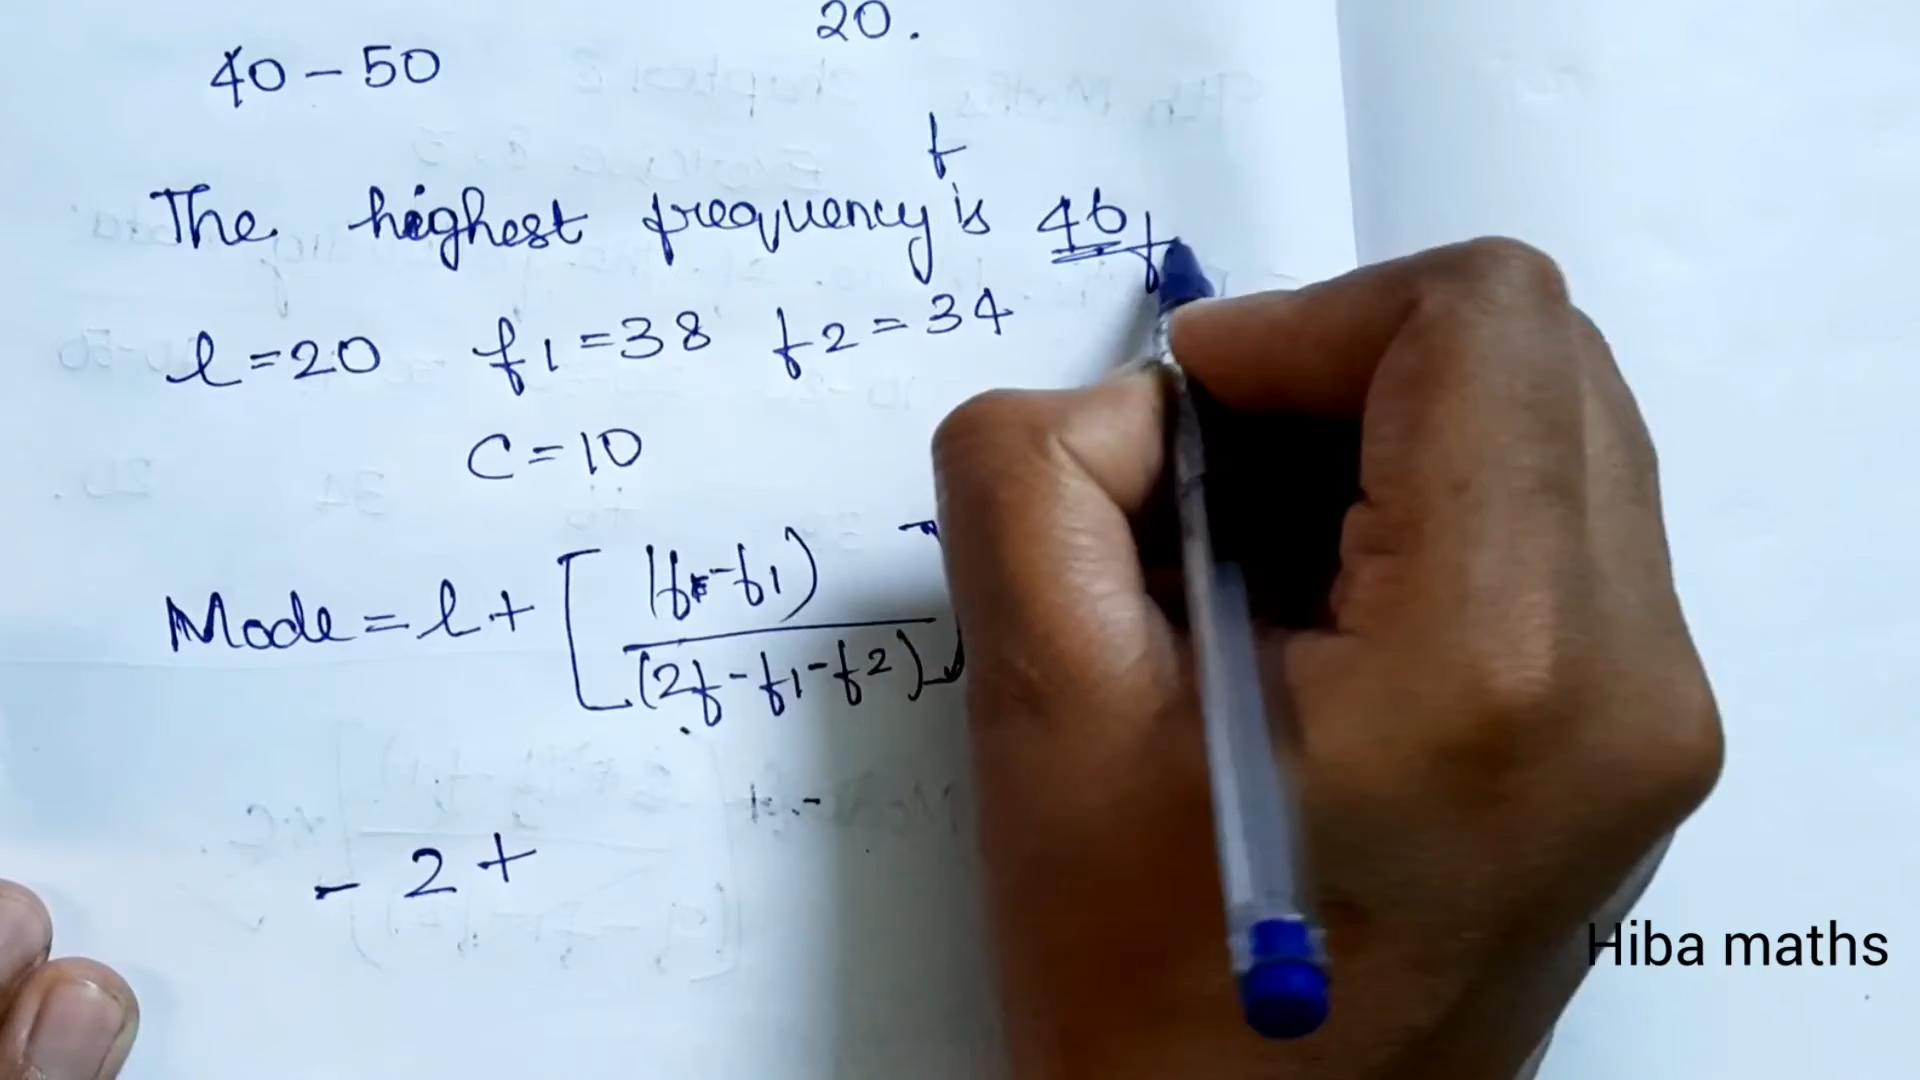 20.
40 - 50
f
The highest frequency is 46 f
l = 20 f1 = 38 f2 = 34
C = 10
Mode = l + [ (f - f1)
(2f - f1 - f2) ]
- 2 +
Hiba maths